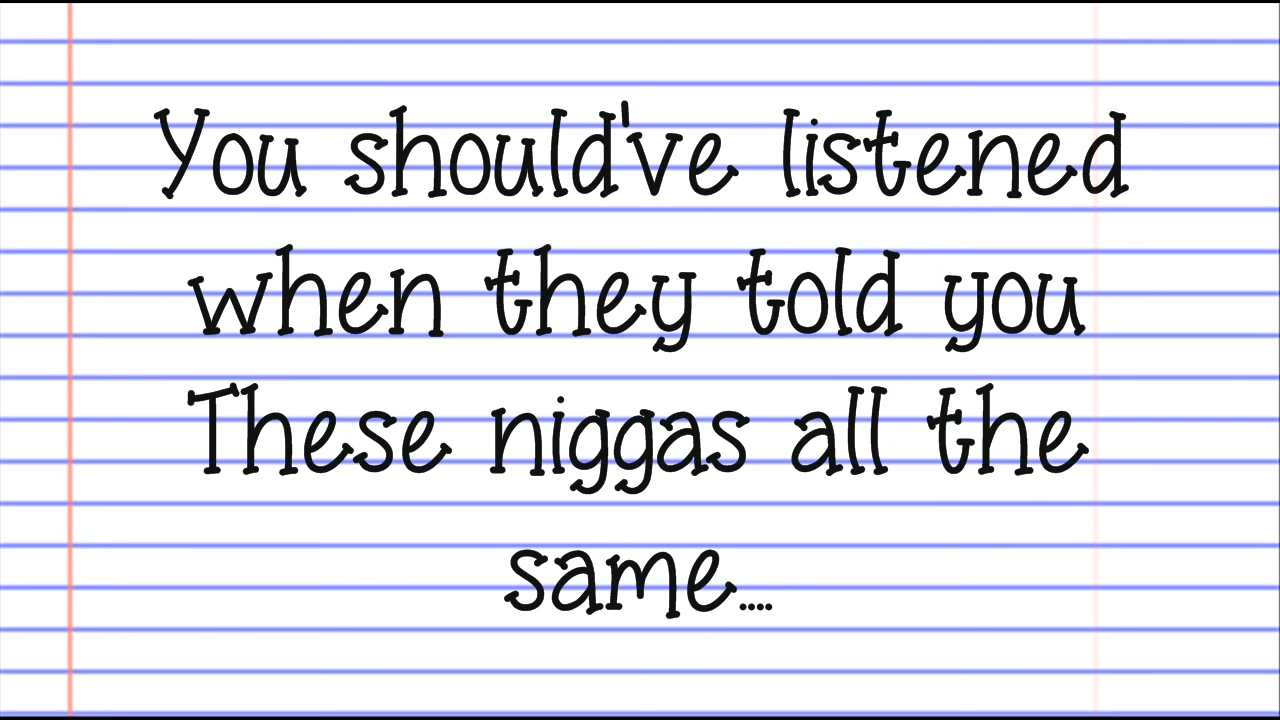 You should've listened
when they told you
These niggas all the
same....